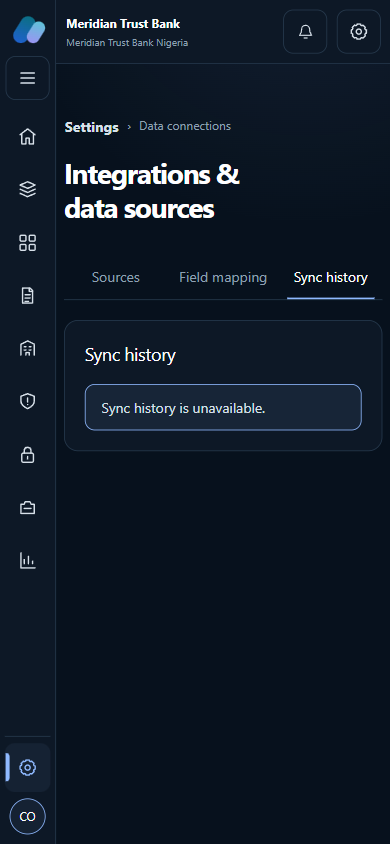 Meridian Trust Bank
Meridian Trust Bank Nigeria
Settings › Data connections
Integrations &
data sources
Sources Field mapping Sync history
Sync history
Sync history is unavailable.
CO